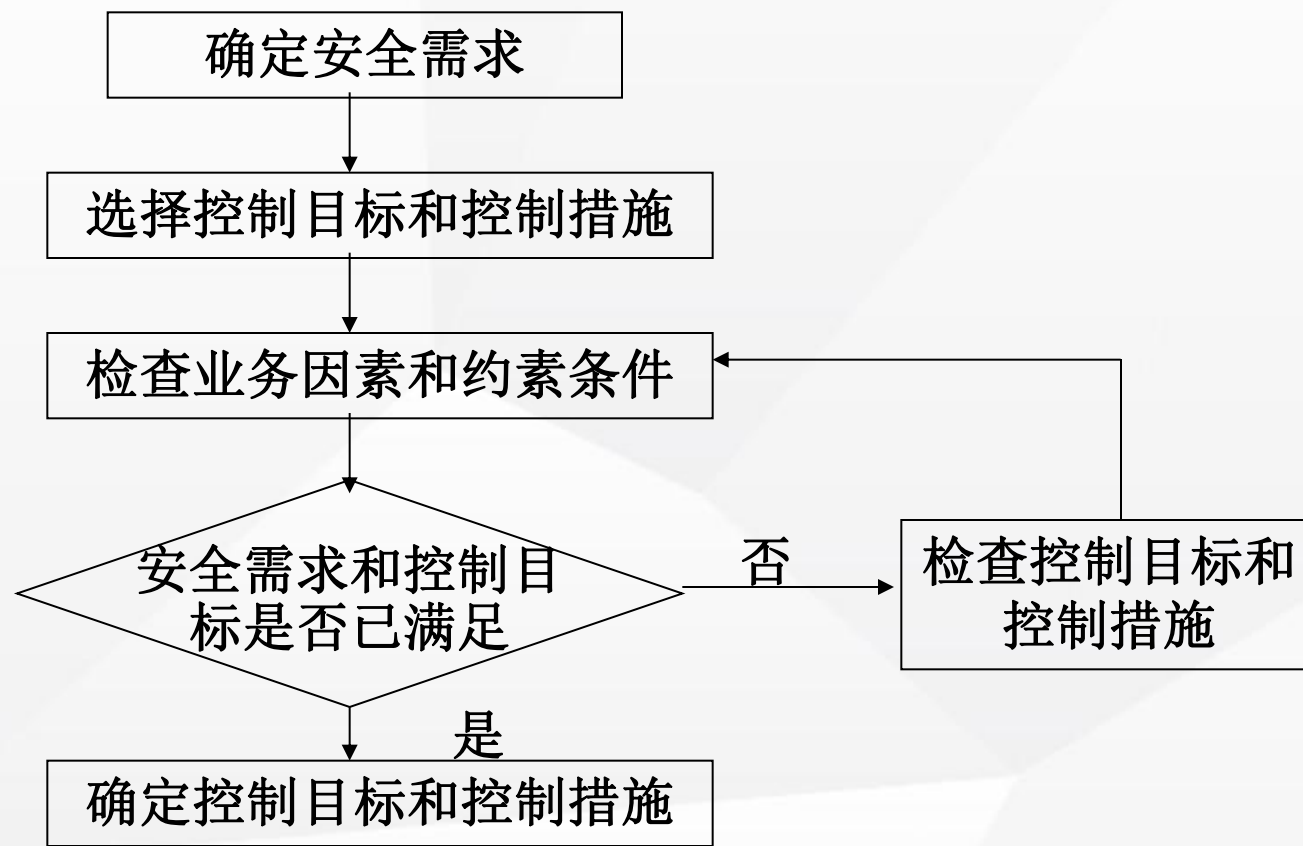 确定安全需求
选择控制目标和控制措施
检查业务因素和约素条件
安全需求和控制目
标是否已满足
否
检查控制目标和
控制措施
是
确定控制目标和控制措施